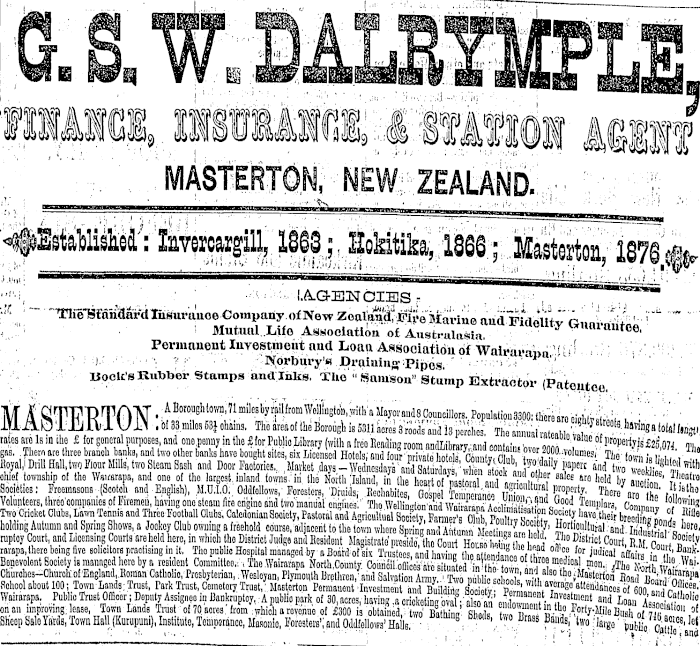 G. S. W. DALRYMPLE,
FINANCE, INSURANCE, & STATION AGENT
MASTERTON, NEW ZEALAND.
Established: Invercargill, 1863; Hokitika, 1866; Masterton, 1876.
AGENCIES
The Standard Insurance Company of New Zealand, Fire Marine and Fidelity Guarantee,
Mutual Life Association of Australasia.
Permanent Investment and Loan Association of Wairarapa.
Norbury's Draining Pipes.
Bock's Rubber Stamps and Inks. The "Samson" Stump Extractor (Patentee.
MASTERTON: A Borough town, 71 miles by rail from Wellington, with a Mayor and 8 Councillors. Population 3300; there are eighty streets, having a total length
of 33 miles 53½ chains. The area of the Borough is 5311 acres 3 roods and 13 perches. The annual rateable value of property is £25,074. The
rates are 1s in the £ for general purposes, and one penny in the £ for Public Library (with a free Reading room and Library, and contains over 2000 volumes. The town is lighted with
gas. There are three branch banks, and two other banks have bought sites, six Licensed Hotels, and four private hotels, County Club, two daily papers and two weeklies, Theatre
Royal, Drill Hall, two Flour Mills, two Steam Sash and Door Factories. Market days — Wednesdays and Saturdays, when stock and other sales are held by auction. It is the
chief township of the Wairarapa, and one of the largest inland towns in the North Island, in the heart of pastoral and agricultural property. There are the following
Societies: Freemasons (Scotch and English), M.U.I.O. Oddfellows, Foresters, Druids, Rechabites, Gospel Temperance Union, and Good Templars, Company of Rifle
Volunteers, three companies of Firemen, having one steam fire engine and two manual engines. The Wellington and Wairarapa Acclimatisation Society have their breeding ponds here,
Two Cricket Clubs, Lawn Tennis and Three Football Clubs, Caledonian Society, Pastoral and Agricultural Society, Farmer's Club, Poultry Society, Horticultural and Industrial Society
holding Autumn and Spring Shows, a Jockey Club owning a freehold course, adjacent to the town where Spring and Autumn Meetings are held. The District Court, R.M. Court, Bank-
ruptcy Court, and Licensing Courts are held here, in which the District Judge and Resident Magistrate preside, the Court House being the head office for judicial affairs in the Wai-
rarapa, there being five solicitors practising in it. The public Hospital managed by a Board of six Trustees, and having the attendance of three medical men. The North Wairarapa
Benevolent Society is managed here by a resident Committee. The Wairarapa North County Council offices are situated in the town, and also the Masterton Road Board Offices,
Churches—Church of England, Roman Catholic, Presbyterian, Wesleyan, Plymouth Brethren, and Salvation Army. Two public schools, with average attendances of 600, and Catholic
School about 100; Town Lands Trust, Park Trust, Cemetery Trust, Masterton Permanent Investment and Building Society; Permanent Investment and Loan Association of
Wairarapa. Public Trust Officer; Deputy Assignee in Bankruptcy. A public park of 30 acres, having a cricketing oval; also an endowment in the Forty-Mile Bush of 746 acres, let
on an improving lease, Town Lands Trust of 70 acres from which a revenue of £300 is obtained, two Bathing Sheds, two Brass Bands, two large public Cattle and
Sheep Sale Yards, Town Hall (Kurupuni), Institute, Temperance, Masonic, Foresters', and Oddfellows' Halls.